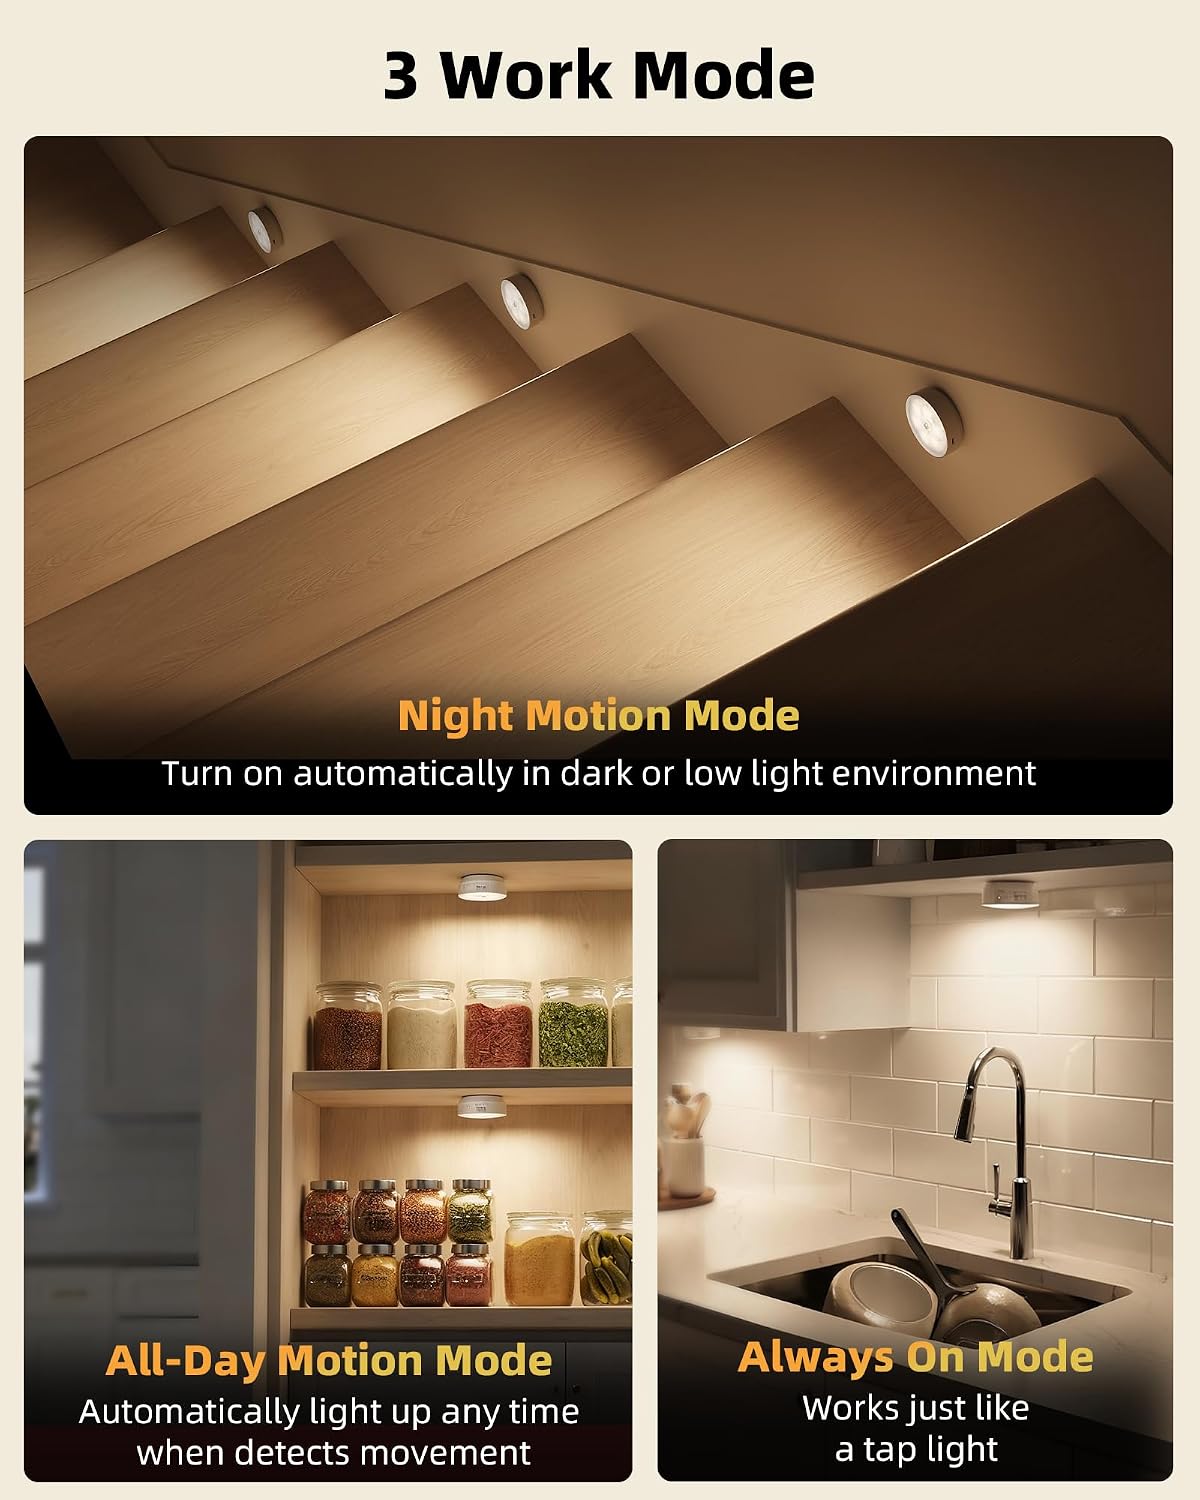 3 Work Mode
Night Motion Mode
Turn on automatically in dark or low light environment
All-Day Motion Mode
Automatically light up any time
when detects movement
Always On Mode
Works just like
a tap light